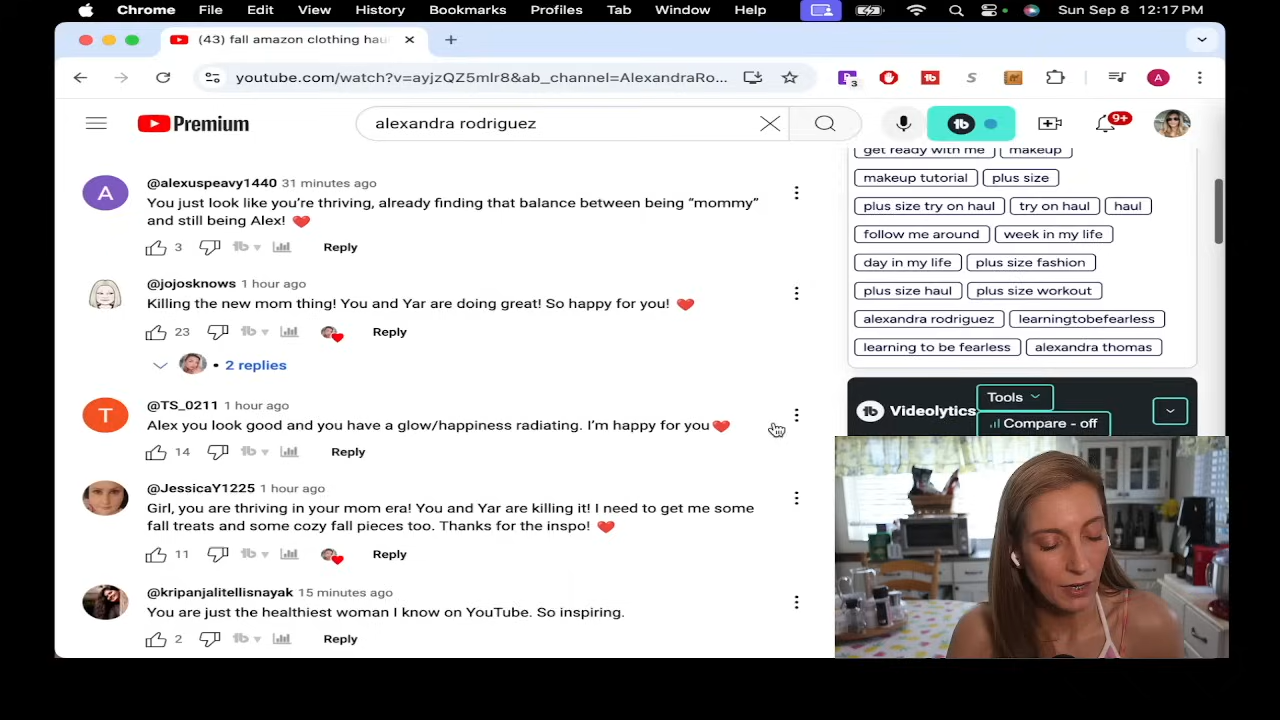 Chrome File Edit View History Bookmarks Profiles Tab Window Help Sun Sep 8 12:17 PM
(43) fall amazon clothing hau
youtube.com/watch?v=ayjzQZ5mlr8&ab_channel=AlexandraRo... 3 A
Premium alexandra rodriguez 9+
get ready with me makeup
makeup tutorial plus size
plus size try on haul try on haul haul
follow me around week in my life
day in my life plus size fashion
plus size haul plus size workout
alexandra rodriguez learningtobefearless
learning to be fearless alexandra thomas
Videolytics Tools
Compare - off
A @alexuspeavy1440 31 minutes ago
You just look like you're thriving, already finding that balance between being “mommy”
and still being Alex! ❤️
3 Reply
@jojosknows 1 hour ago
Killing the new mom thing! You and Yar are doing great! So happy for you! ❤️
23 Reply
• 2 replies
T @TS_0211 1 hour ago
Alex you look good and you have a glow/happiness radiating. I'm happy for you❤️
14 Reply
@JessicaY1225 1 hour ago
Girl, you are thriving in your mom era! You and Yar are killing it! I need to get me some
fall treats and some cozy fall pieces too. Thanks for the inspo! ❤️
11 Reply
@kripanjalitellisnayak 15 minutes ago
You are just the healthiest woman I know on YouTube. So inspiring.
2 Reply